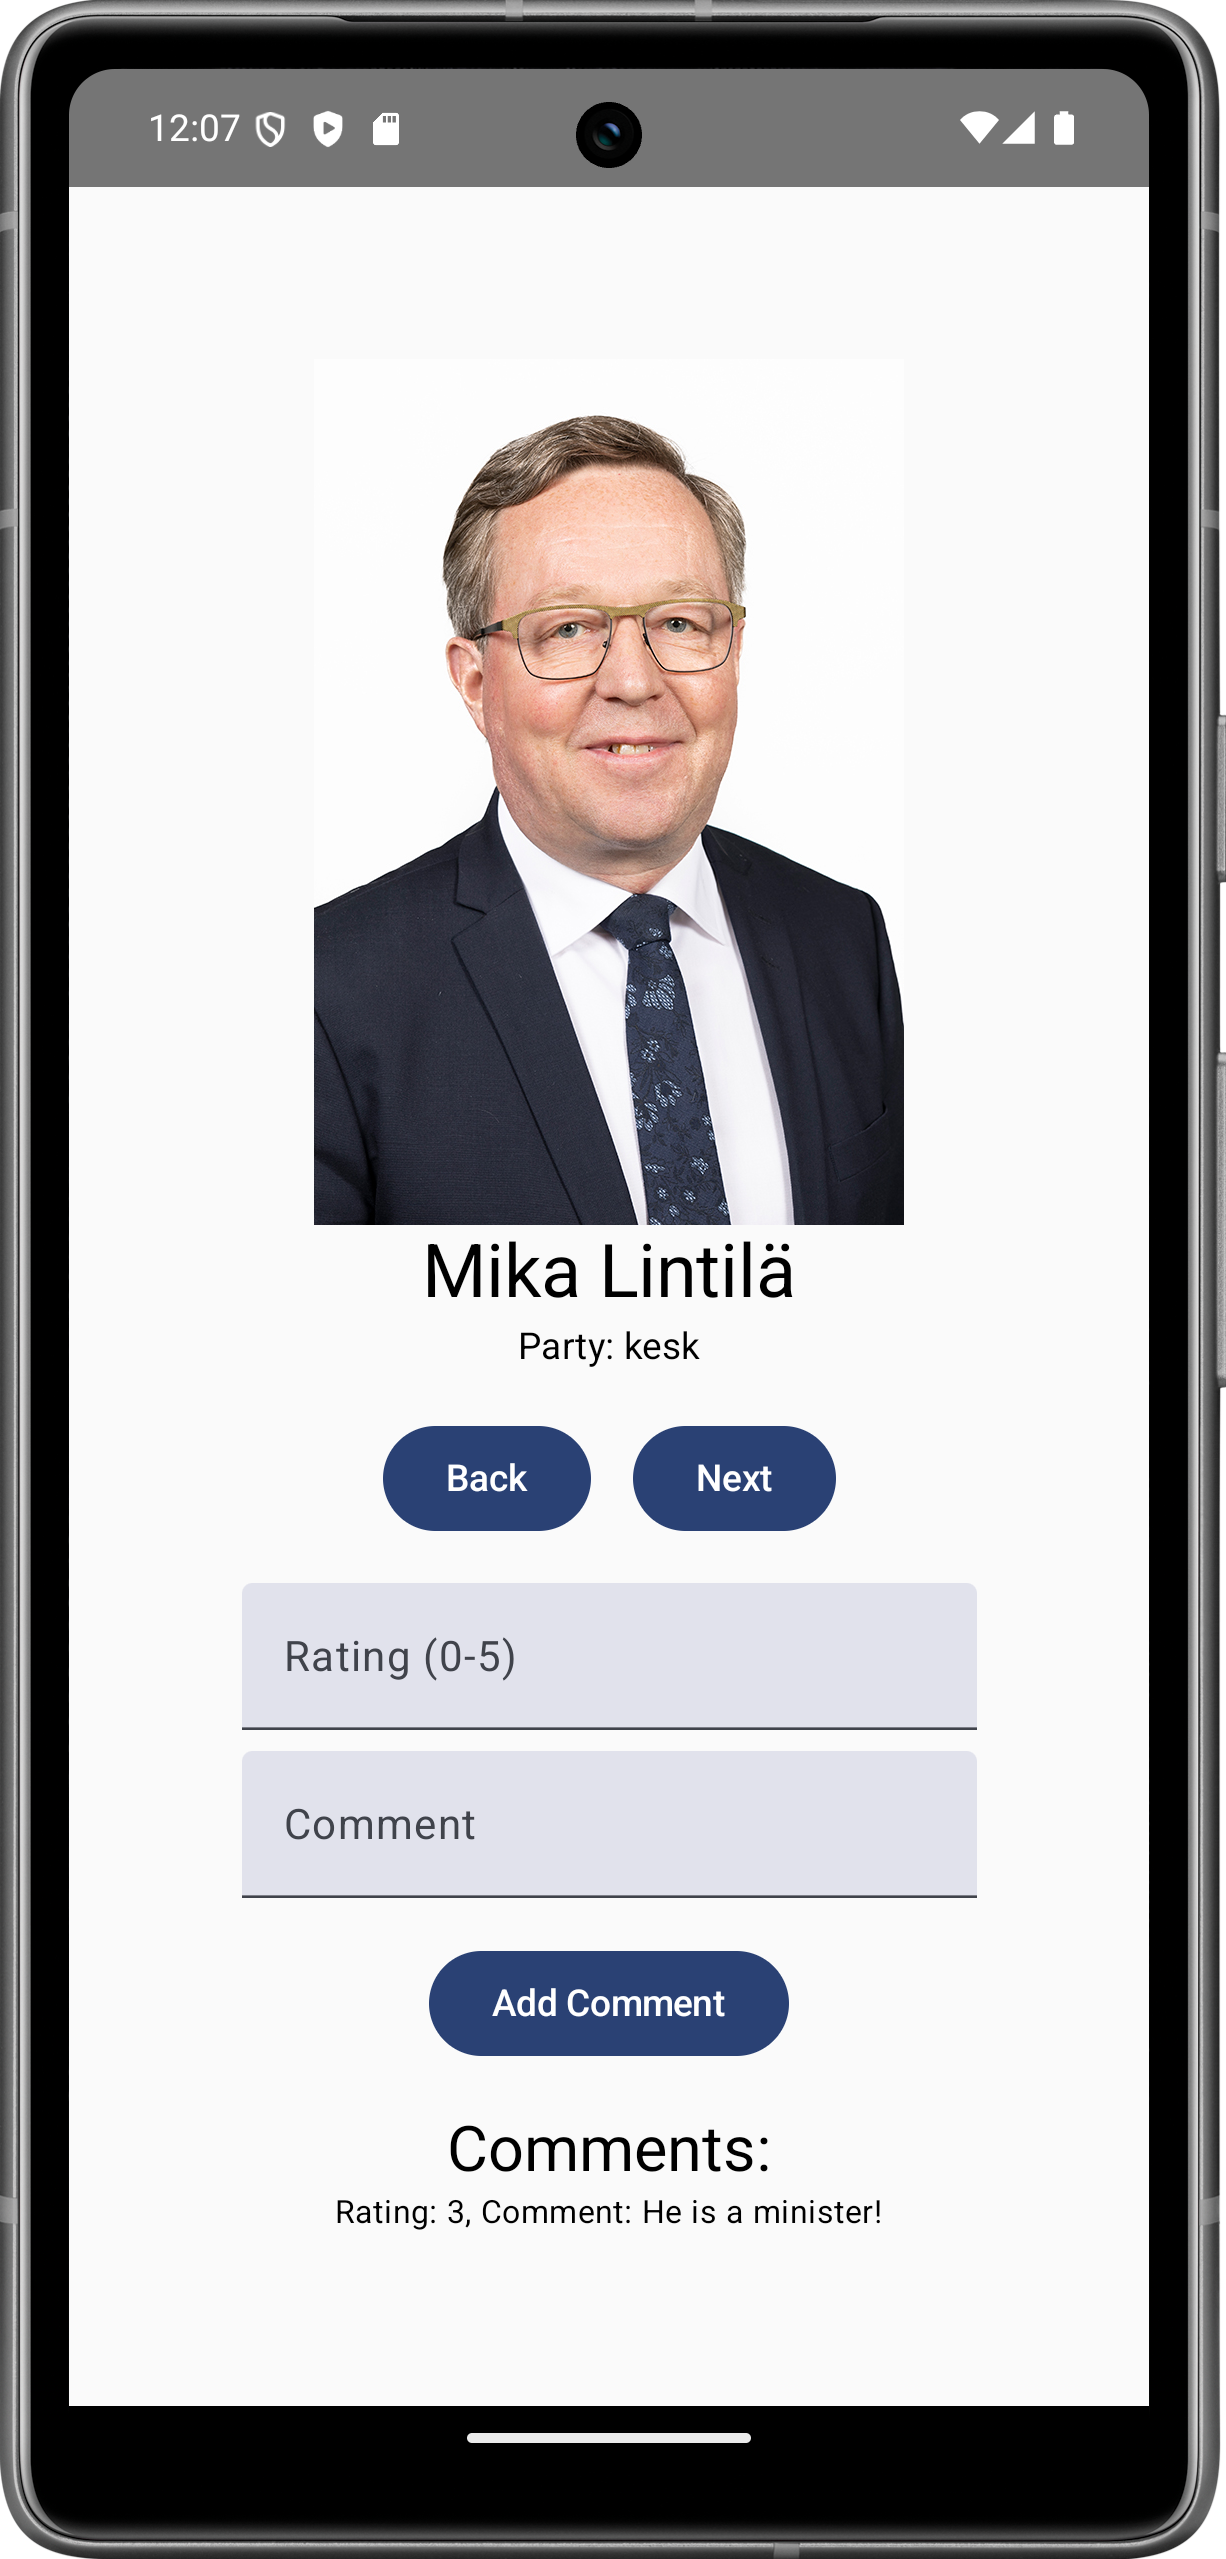 12:07
Mika Lintilä
Party: kesk
Back Next
Rating (0-5)
Comment
Add Comment
Comments:
Rating: 3, Comment: He is a minister!